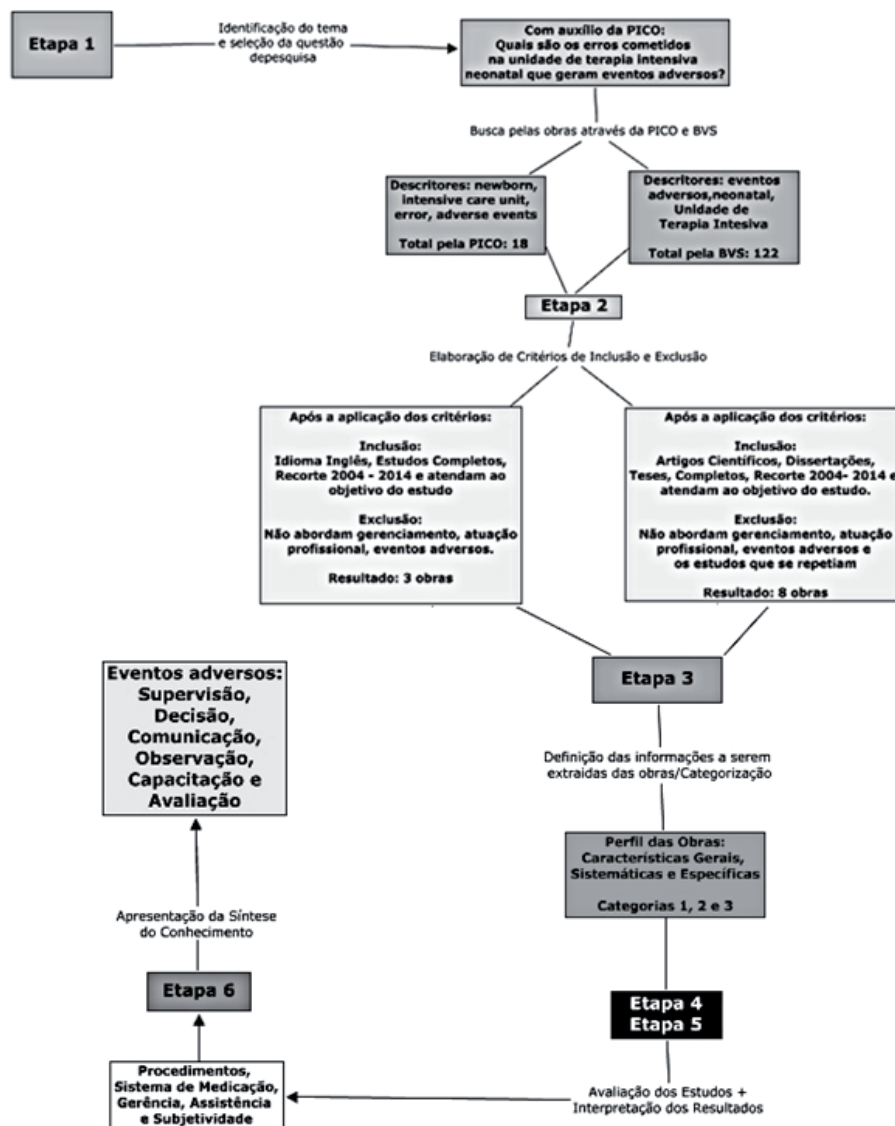 Etapa 1
Identificação do tema
e seleção da questão
depesquisa
Com auxílio da PICO:
Quais são os erros cometidos
na unidade de terapia intensiva
neonatal que geram eventos adversos?
Busca pelas obras através da PICO e BVS
Descritores: newborn,
intensive care unit,
error, adverse events
Total pela PICO: 18
Descritores: eventos
adversos,neonatal,
Unidade de
Terapia Intesiva
Total pela BVS: 122
Etapa 2
Elaboração de Critérios de Inclusão e Exclusão
Após a aplicação dos critérios:
Inclusão:
Idioma Inglês, Estudos Completos,
Recorte 2004 - 2014 e atendam ao
objetivo do estudo
Exclusão:
Não abordam gerenciamento, atuação
profissional, eventos adversos.
Resultado: 3 obras
Após a aplicação dos critérios:
Inclusão:
Artigos Científicos, Dissertações,
Teses, Completos, Recorte 2004- 2014 e
atendam ao objetivo do estudo.
Exclusão:
Não abordam gerenciamento, atuação
profissional, eventos adversos e
os estudos que se repetiam
Resultado: 8 obras
Etapa 3
Definição das informações a serem
extraidas das obras/Categorização
Perfil das Obras:
Características Gerais,
Sistemáticas e Específicas
Categorias 1, 2 e 3
Etapa 4
Etapa 5
Avaliação dos Estudos +
Interpretação dos Resultados
Procedimentos,
Sistema de Medicação,
Gerência, Assistência
e Subjetividade
Etapa 6
Apresentação da Síntese
do Conhecimento
Eventos adversos:
Supervisão,
Decisão,
Comunicação,
Observação,
Capacitação e
Avaliação